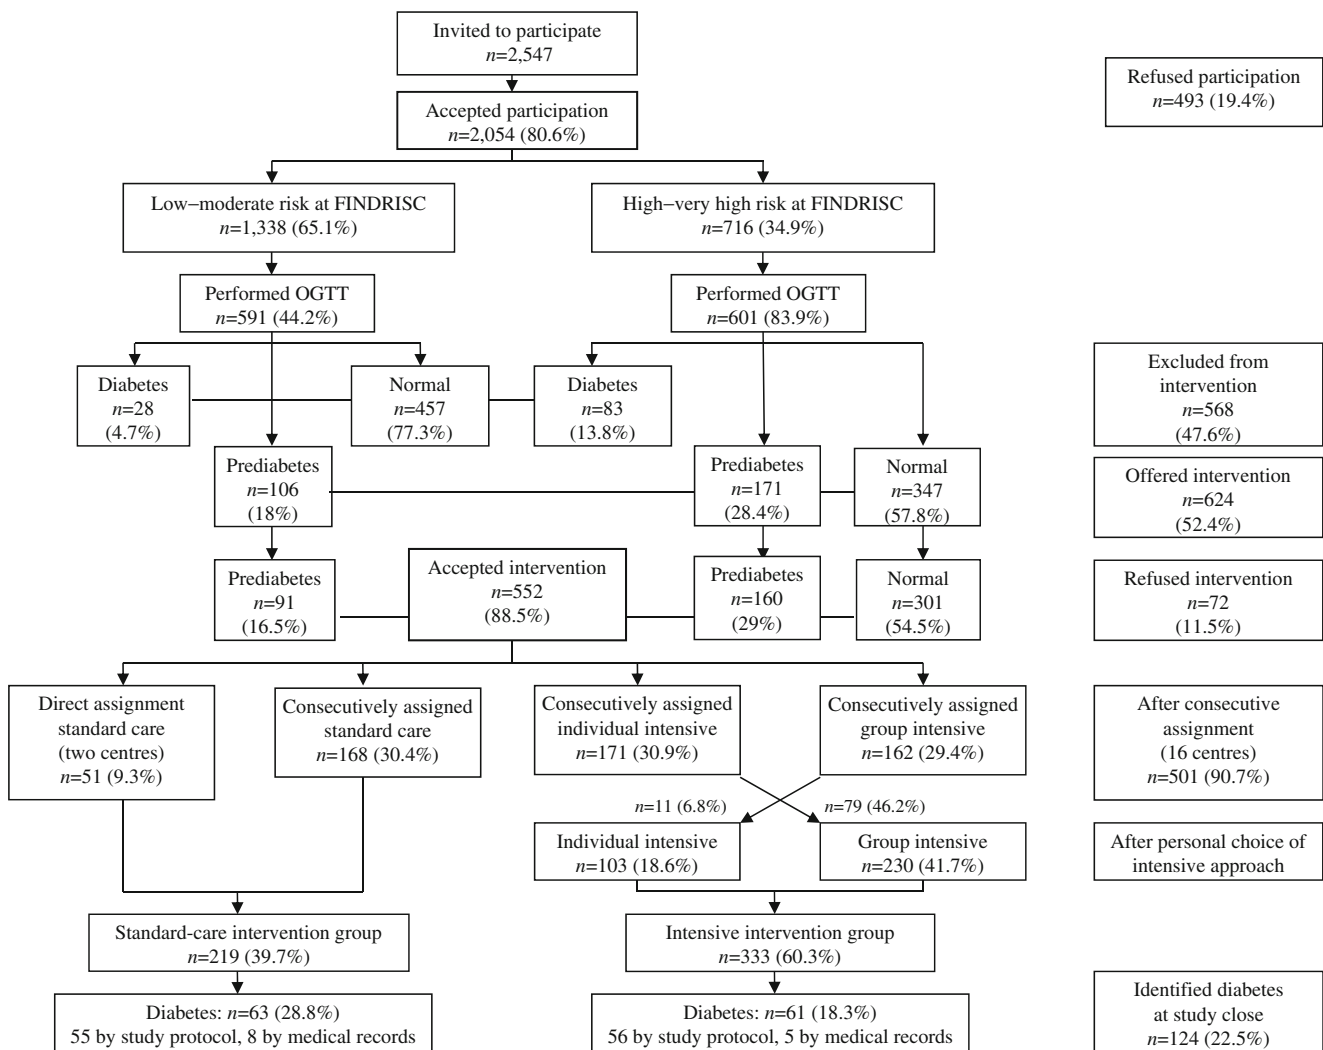 Invited to participate
n=2,547
Refused participation
n=493 (19.4%)
Accepted participation
n=2,054 (80.6%)
Low–moderate risk at FINDRISC
n=1,338 (65.1%)
High–very high risk at FINDRISC
n=716 (34.9%)
Performed OGTT
n=591 (44.2%)
Performed OGTT
n=601 (83.9%)
Diabetes
n=28
(4.7%)
Normal
n=457
(77.3%)
Diabetes
n=83
(13.8%)
Excluded from
intervention
n=568
(47.6%)
Prediabetes
n=106
(18%)
Prediabetes
n=171
(28.4%)
Normal
n=347
(57.8%)
Offered intervention
n=624
(52.4%)
Prediabetes
n=91
(16.5%)
Accepted intervention
n=552
(88.5%)
Prediabetes
n=160
(29%)
Normal
n=301
(54.5%)
Refused intervention
n=72
(11.5%)
Direct assignment
standard care
(two centres)
n=51 (9.3%)
Consecutively assigned
standard care
n=168 (30.4%)
Consecutively assigned
individual intensive
n=171 (30.9%)
Consecutively assigned
group intensive
n=162 (29.4%)
After consecutive
assignment
(16 centres)
n=501 (90.7%)
n=11 (6.8%)
n=79 (46.2%)
Individual intensive
n=103 (18.6%)
Group intensive
n=230 (41.7%)
After personal choice of
intensive approach
Standard-care intervention group
n=219 (39.7%)
Intensive intervention group
n=333 (60.3%)
Diabetes: n=63 (28.8%)
55 by study protocol, 8 by medical records
Diabetes: n=61 (18.3%)
56 by study protocol, 5 by medical records
Identified diabetes
at study close
n=124 (22.5%)